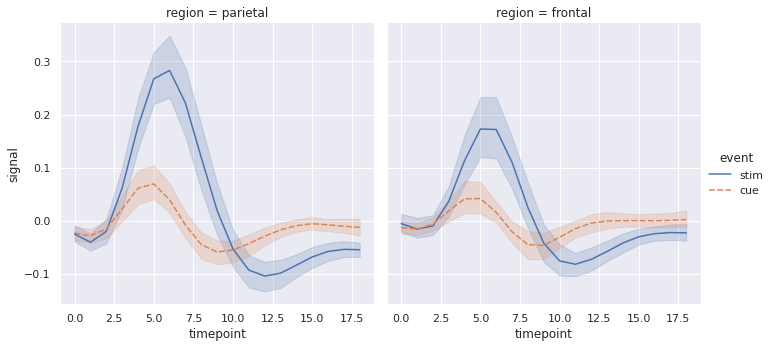 region = parietal
region = frontal
0.3
0.2
0.1
0.0
−0.1
signal
0.0 2.5 5.0 7.5 10.0 12.5 15.0 17.5
0.0 2.5 5.0 7.5 10.0 12.5 15.0 17.5
timepoint
timepoint
event
stim
cue